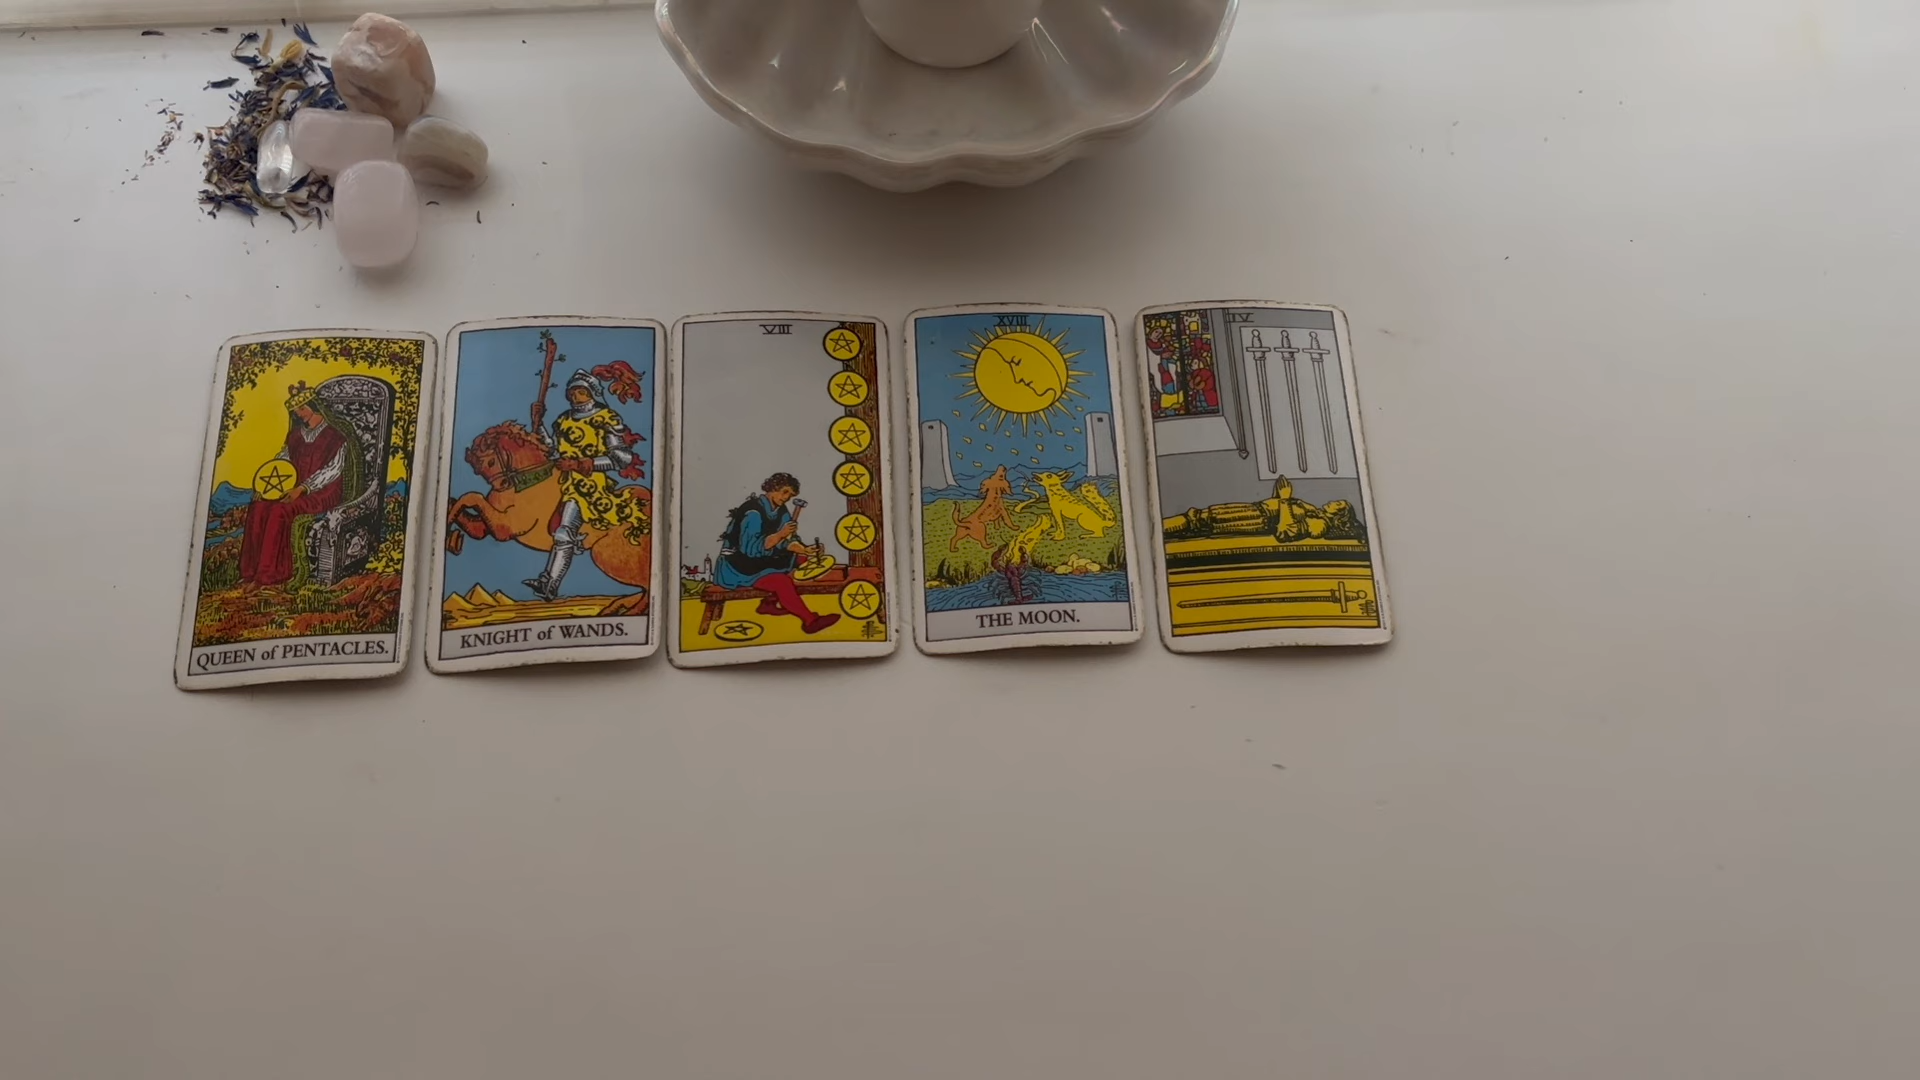 QUEEN of PENTACLES.
KNIGHT of WANDS.
VIII
XVIII
THE MOON.
IV